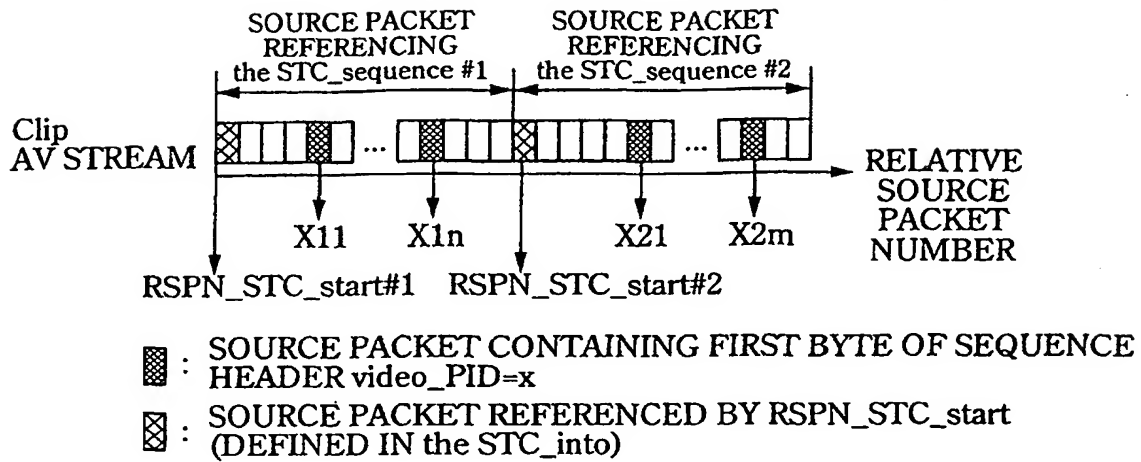 SOURCE PACKET
REFERENCING
the STC_sequence #1
SOURCE PACKET
REFERENCING
the STC_sequence #2
Clip
AV STREAM
...
...
RELATIVE
SOURCE
PACKET
NUMBER
X11
X1n
X21
X2m
RSPN_STC_start#1
RSPN_STC_start#2
: SOURCE PACKET CONTAINING FIRST BYTE OF SEQUENCE
HEADER video_PID=x
: SOURCE PACKET REFERENCED BY RSPN_STC_start
(DEFINED IN the STC_into)